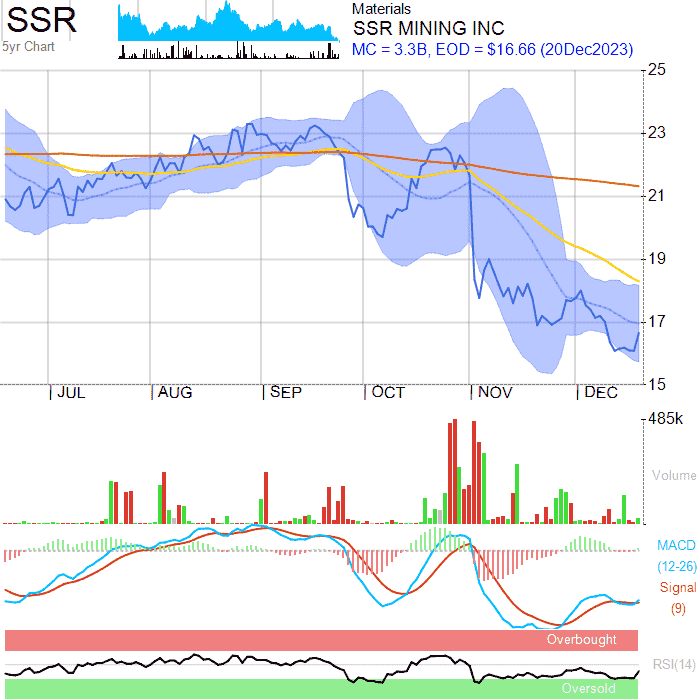 SSR
5yr Chart
Materials
SSR MINING INC
MC = 3.3B, EOD = $16.66 (20Dec2023)
25
23
21
19
17
15
JUL AUG SEP OCT NOV DEC
485k
Volume
MACD
(12-26)
Signal
(9)
Overbought
RSI(14)
Oversold